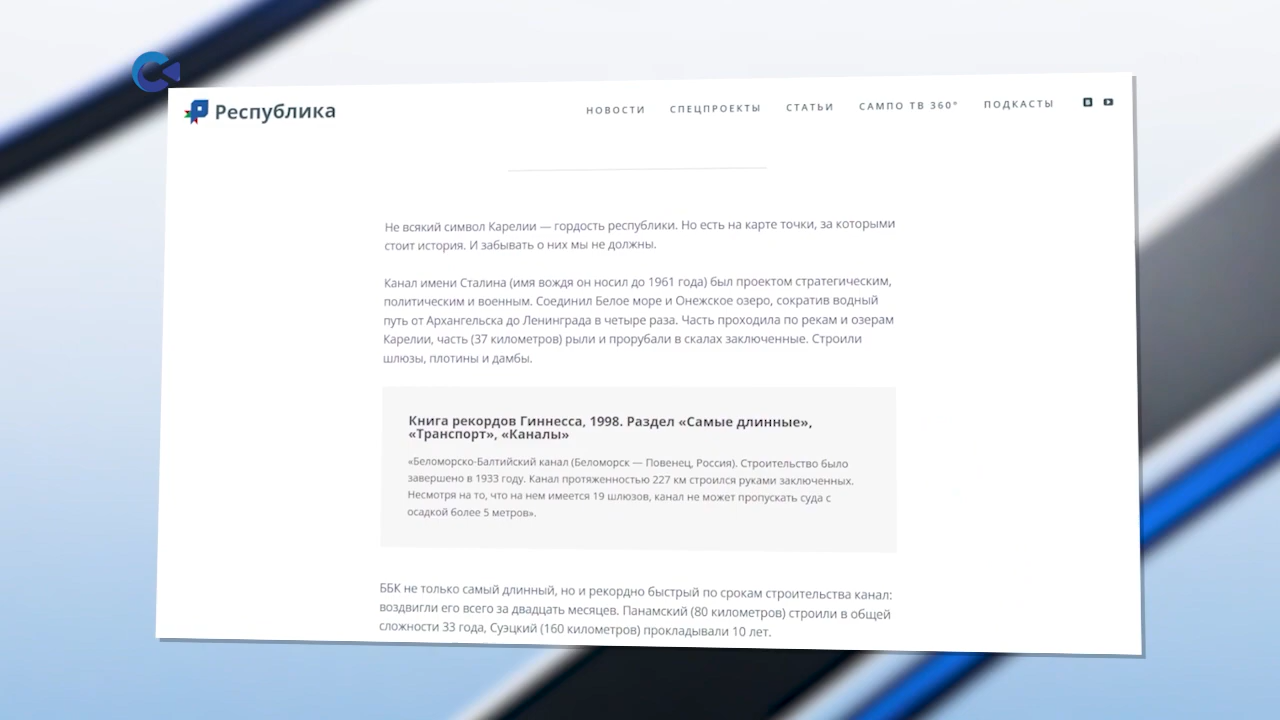 Республика
НОВОСТИ СПЕЦПРОЕКТЫ СТАТЬИ САМПО ТВ 360° ПОДКАСТЫ
Не всякий символ Карелии — гордость республики. Но есть на карте точки, за которыми
стоит история. И забывать о них мы не должны.
Канал имени Сталина (имя вождя он носил до 1961 года) был проектом стратегическим,
политическим и военным. Соединил Белое море и Онежское озеро, сократив водный
путь от Архангельска до Ленинграда в четыре раза. Часть проходила по рекам и озерам
Карелии, часть (37 километров) рыли и прорубали в скалах заключенные. Строили
шлюзы, плотины и дамбы.
Книга рекордов Гиннесса, 1998. Раздел «Самые длинные»,
«Транспорт», «Каналы»
«Беломорско-Балтийский канал (Беломорск — Повенец, Россия). Строительство было
завершено в 1933 году. Канал протяженностью 227 км строился руками заключенных.
Несмотря на то, что на нем имеется 19 шлюзов, канал не может пропускать суда с
осадкой более 5 метров».
ББК не только самый длинный, но и рекордно быстрый по срокам строительства канал:
воздвигли его всего за двадцать месяцев. Панамский (80 километров) строили в общей
сложности 33 года, Суэцкий (160 километров) прокладывали 10 лет.